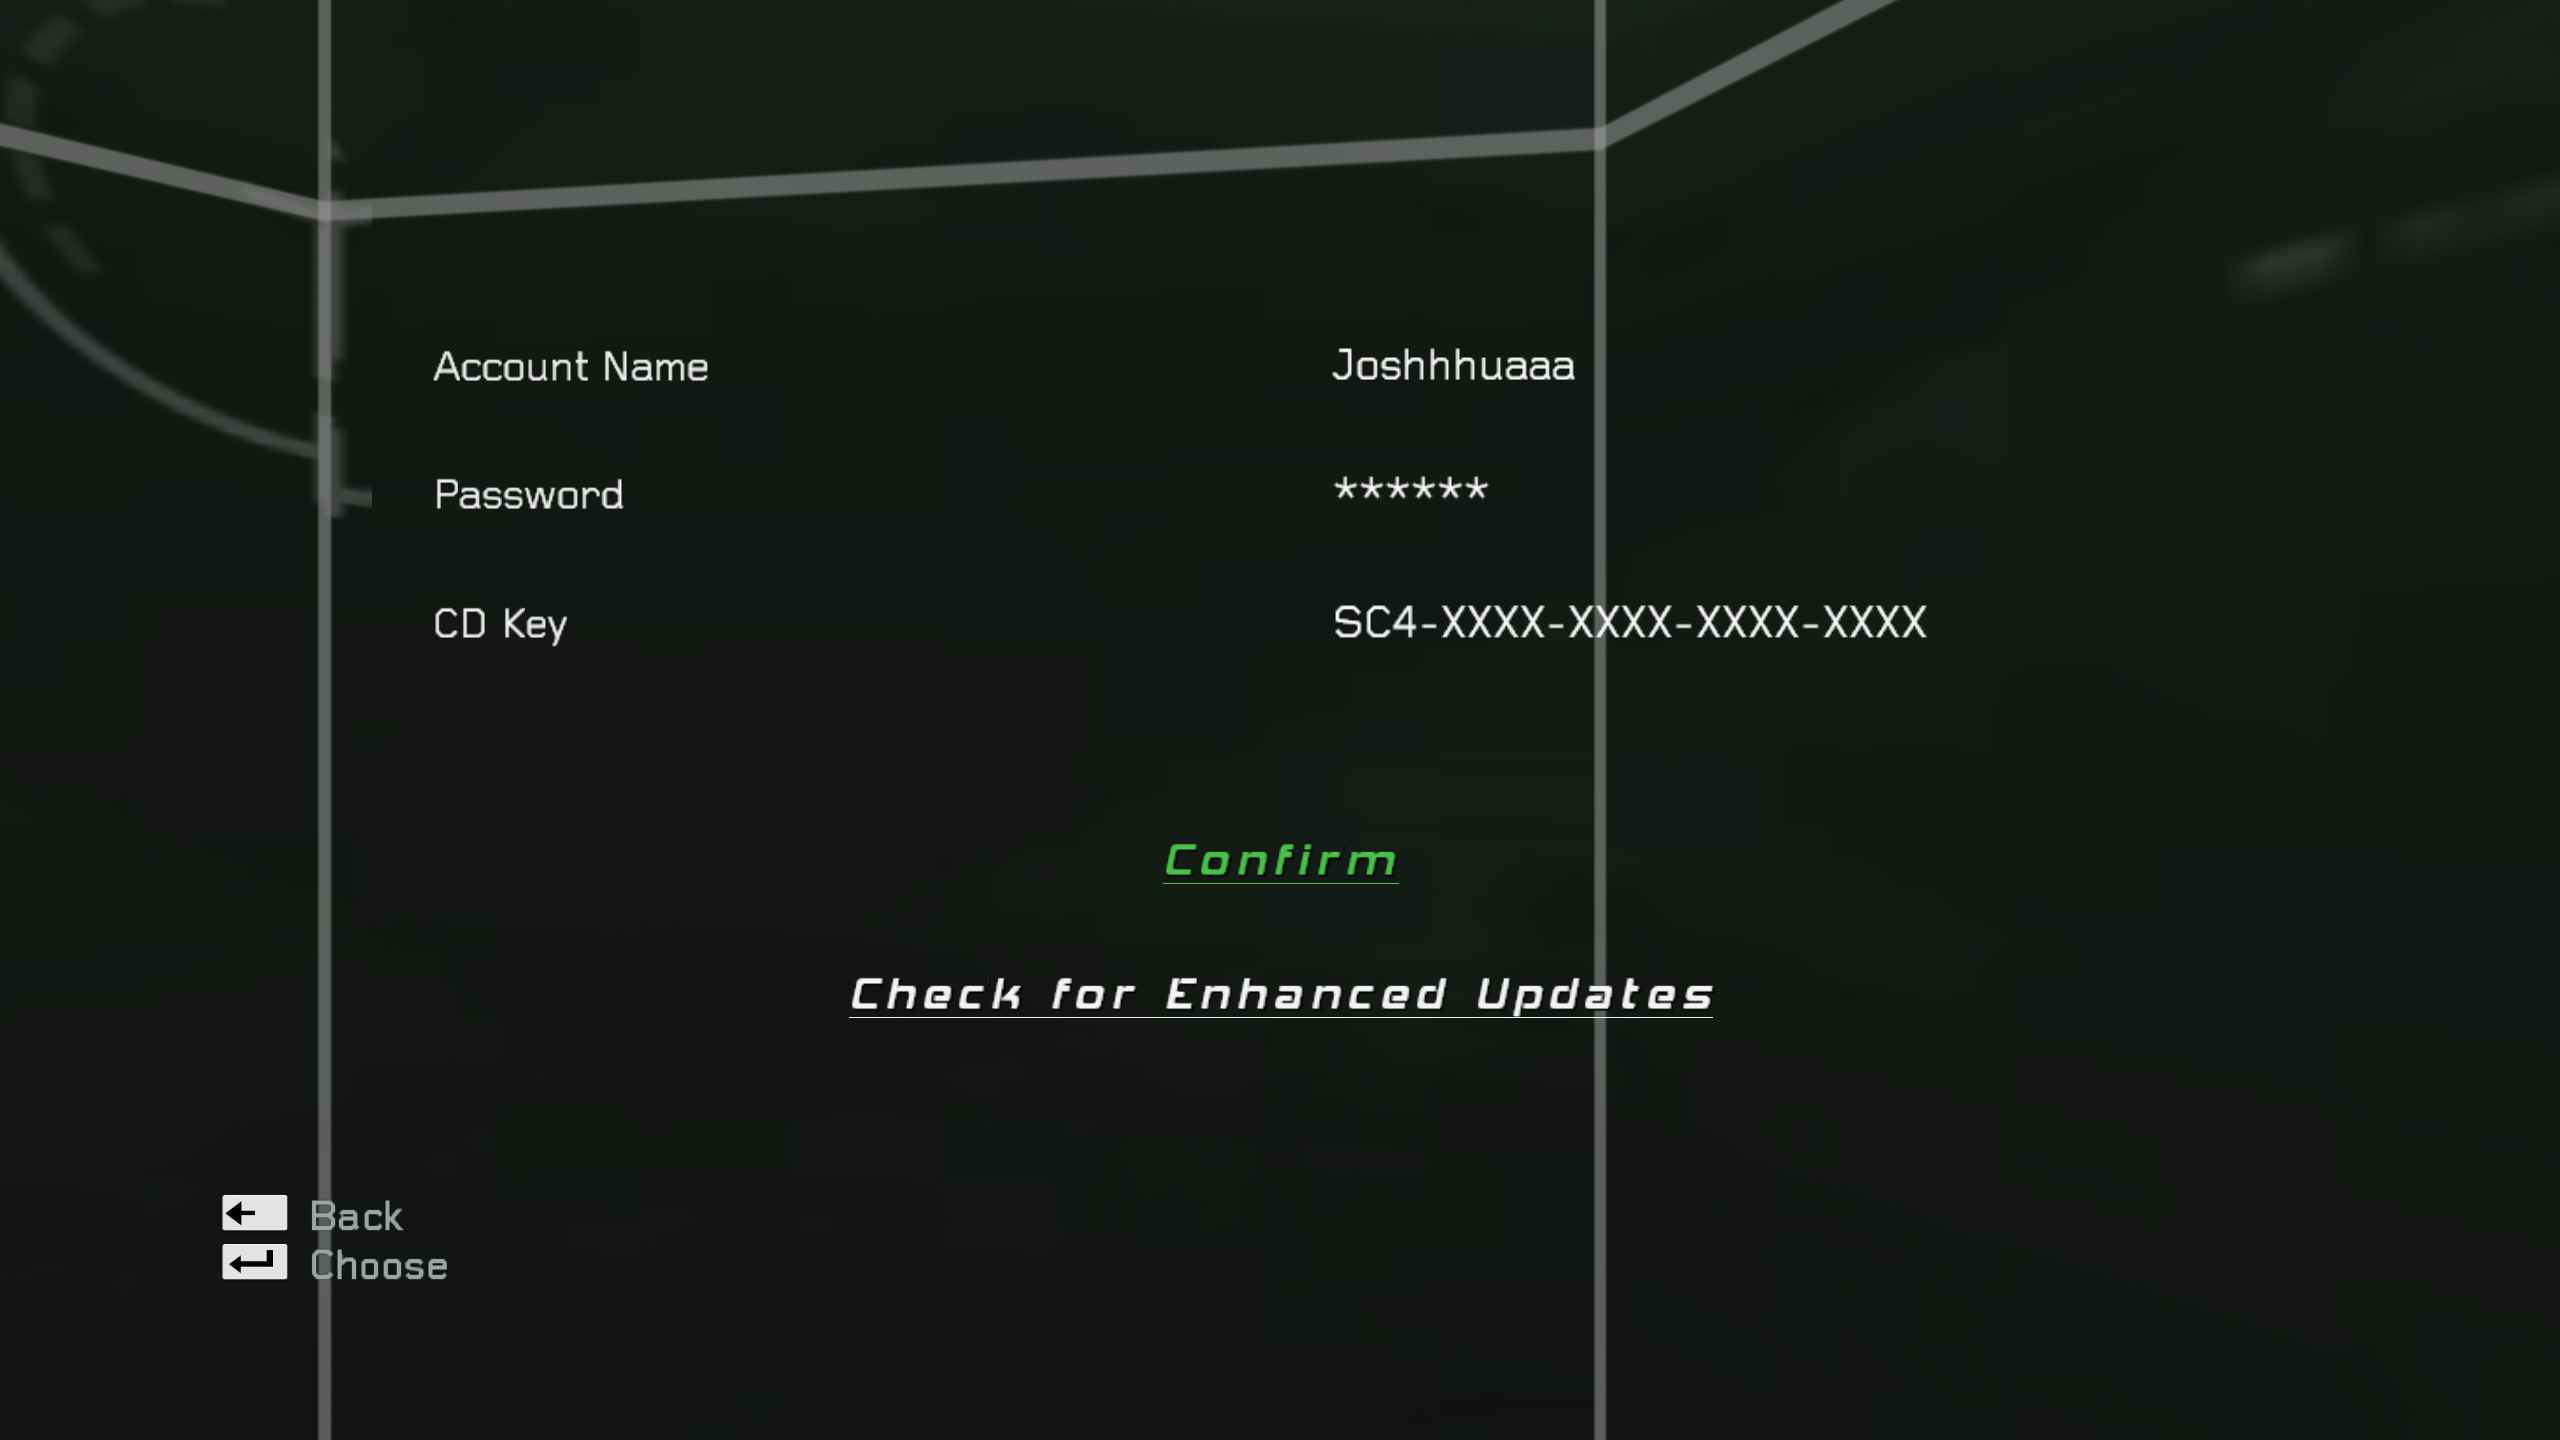 Account Name Joshhhuaaa
Password ******
CD Key SC4-XXXX-XXXX-XXXX-XXXX
Confirm
Check for Enhanced Updates
Back
Choose